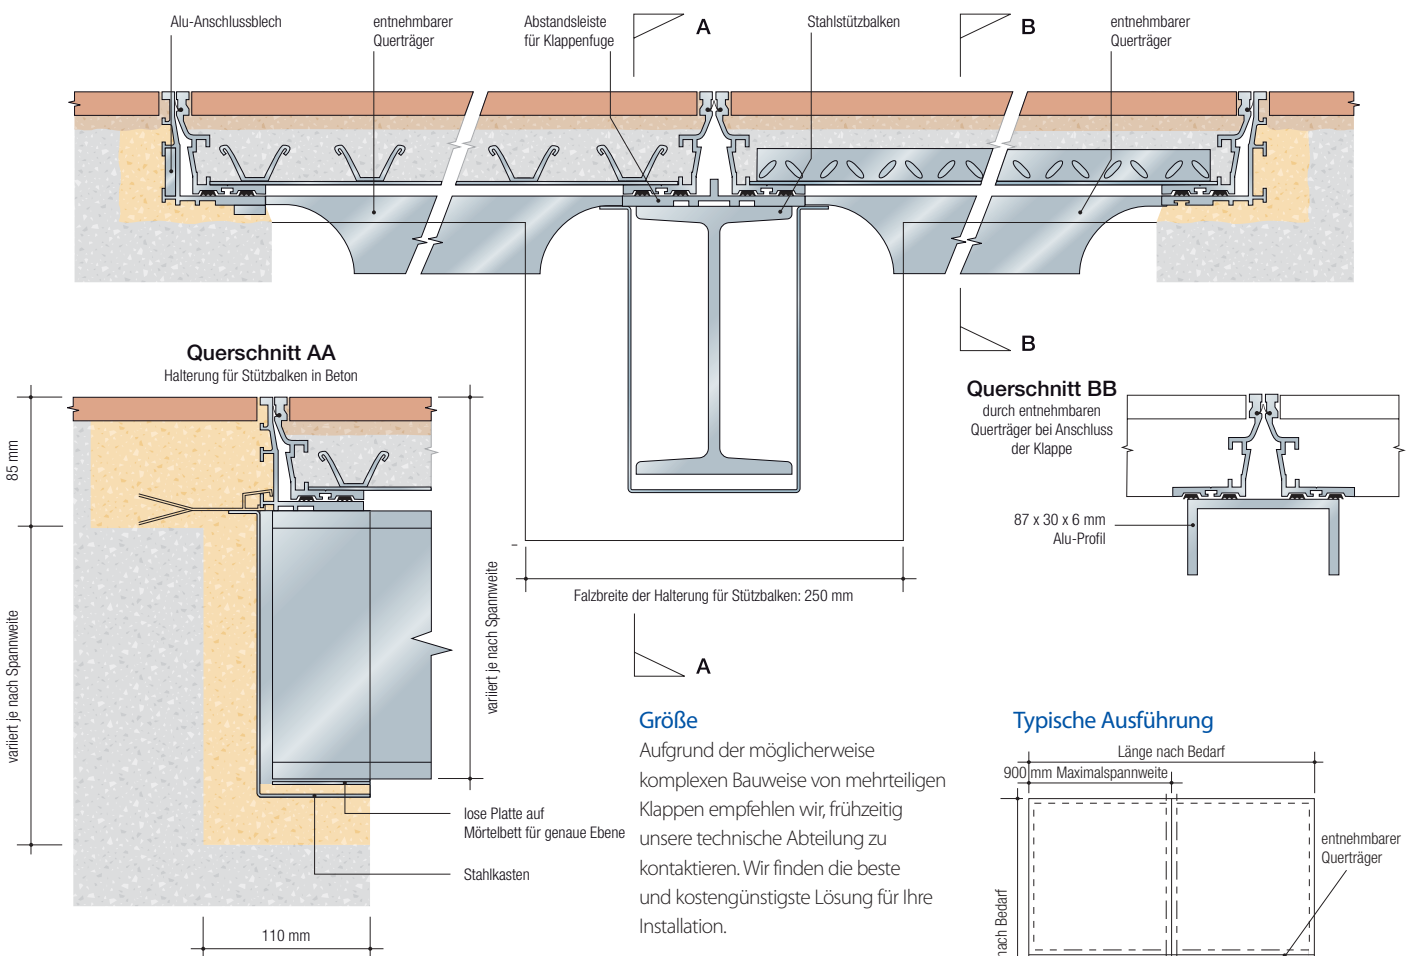 Alu-Anschlussblech
entnehmbarer
Querträger
Abstandsleiste
für Klappenfuge
A
Stahlstützbalken
B
entnehmbarer
Querträger
B
Querschnitt AA
Halterung für Stützbalken in Beton
85 mm
variiert je nach Spannweite
variiert je nach Spannweite
lose Platte auf
Mörtelbett für genaue Ebene
Stahlkasten
110 mm
Falzbreite der Halterung für Stützbalken: 250 mm
A
Querschnitt BB
durch entnehmbaren
Querträger bei Anschluss
der Klappe
87 x 30 x 6 mm
Alu-Profil
Größe
Aufgrund der möglicherweise
komplexen Bauweise von mehrteiligen
Klappen empfehlen wir, frühzeitig
unsere technische Abteilung zu
kontaktieren. Wir finden die beste
und kostengünstigste Lösung für Ihre
Installation.
Typische Ausführung
Länge nach Bedarf
900 mm Maximalspannweite
entnehmbarer
Querträger
nach Bedarf